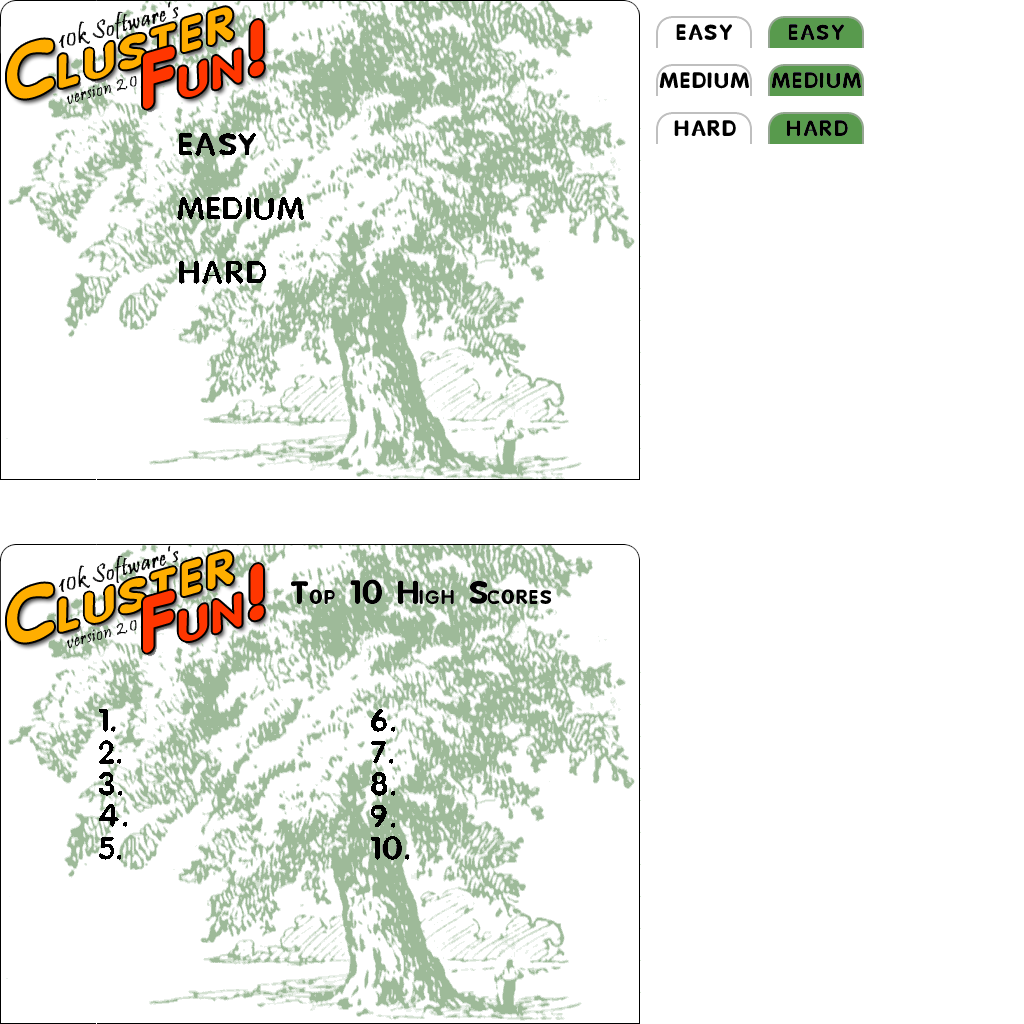 10k Software's
CLUSTER
version 2.0 FUN!
EASY
MEDIUM
HARD
EASY EASY
MEDIUM MEDIUM
HARD HARD
10k Software's
CLUSTER
version 2.0 FUN!
TOP 10 HIGH SCORES
1.
2.
3.
4.
5.
6.
7.
8.
9.
10.